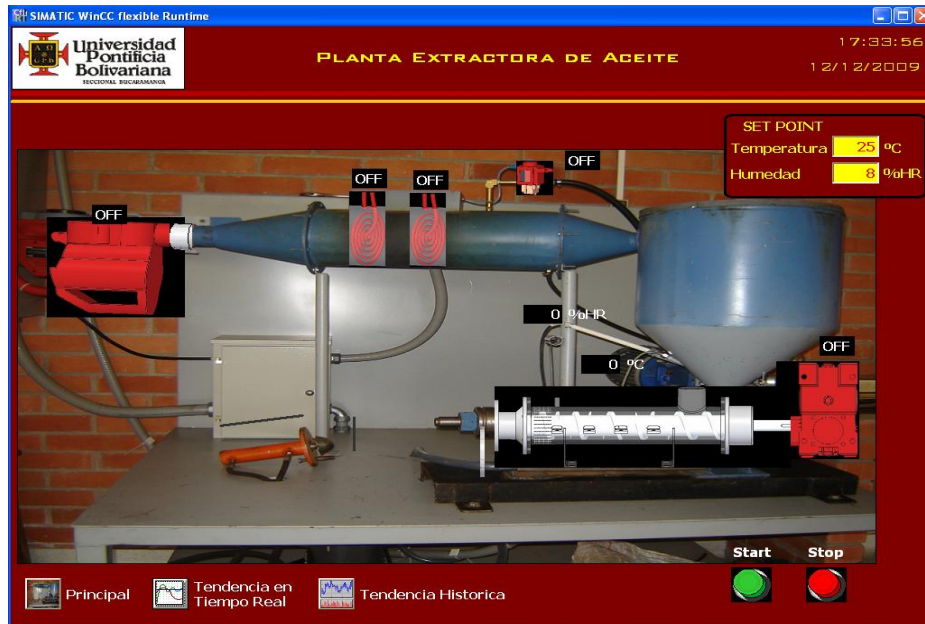 SIMATIC WinCC flexible Runtime
Universidad
Pontificia
Bolivariana
SECCIONAL BUCARAMANGA
PLANTA EXTRACTORA DE ACEITE
17:33:56
12/12/2009
SET POINT
Temperatura 25 ºC
Humedad 8 %HR
OFF
OFF
OFF
OFF
0 %HR
0 ºC
OFF
Start
Stop
Principal
Tendencia en
Tiempo Real
Tendencia Historica